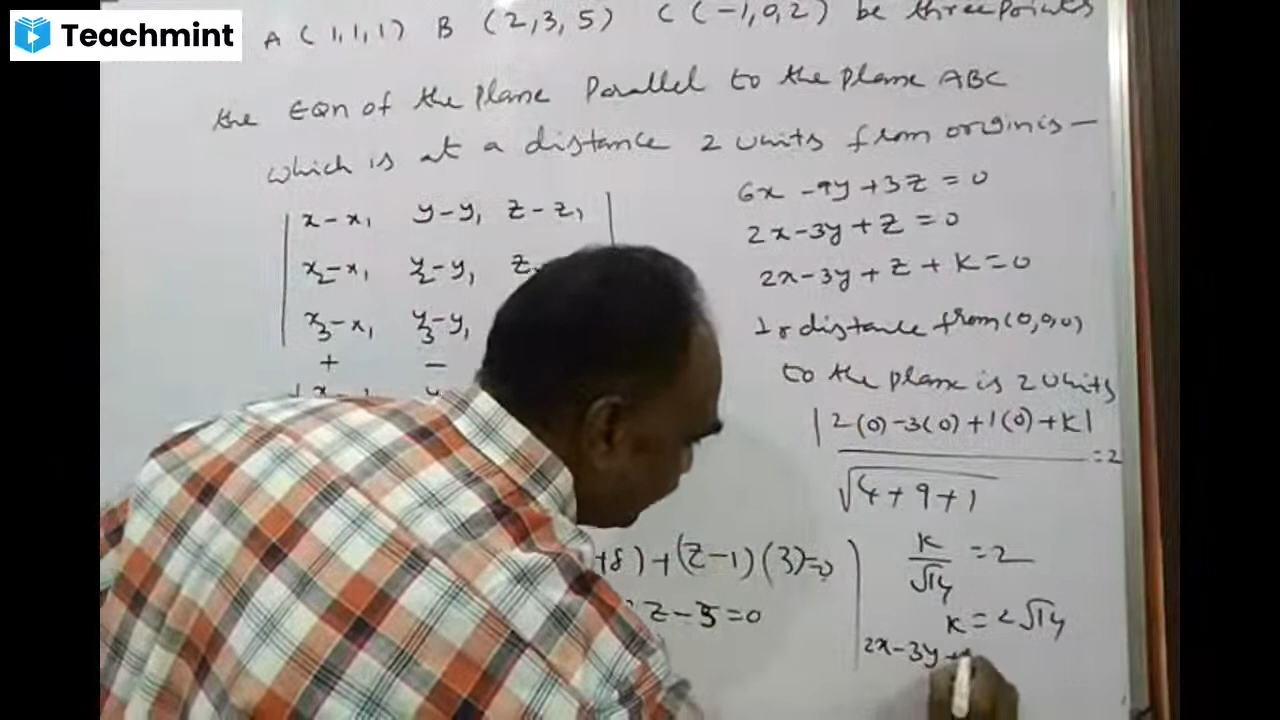 Teachmint
A (1,1,1) B (2,3,5) C (-1,0,2) be three points
the EQn of the Plane Parallel to the Plane ABC
which is at a distance 2 units from origin is —
x-x₁ y-y₁ z-z₁
x₂-x₁ y₂-y₁
x₃-x₁ y₃-y₁
+ -
+8)+(z-1)(3)=0
z-5=0
6x-9y+3z=0
2x-3y+z=0
2x-3y+z+k=0
⊥r distance from (0,0,0)
to the plane is 2 units
|2(0)-3(0)+1(0)+k|
=2
√4+9+1
k
=2
√14
k=2√14
2x-3y+